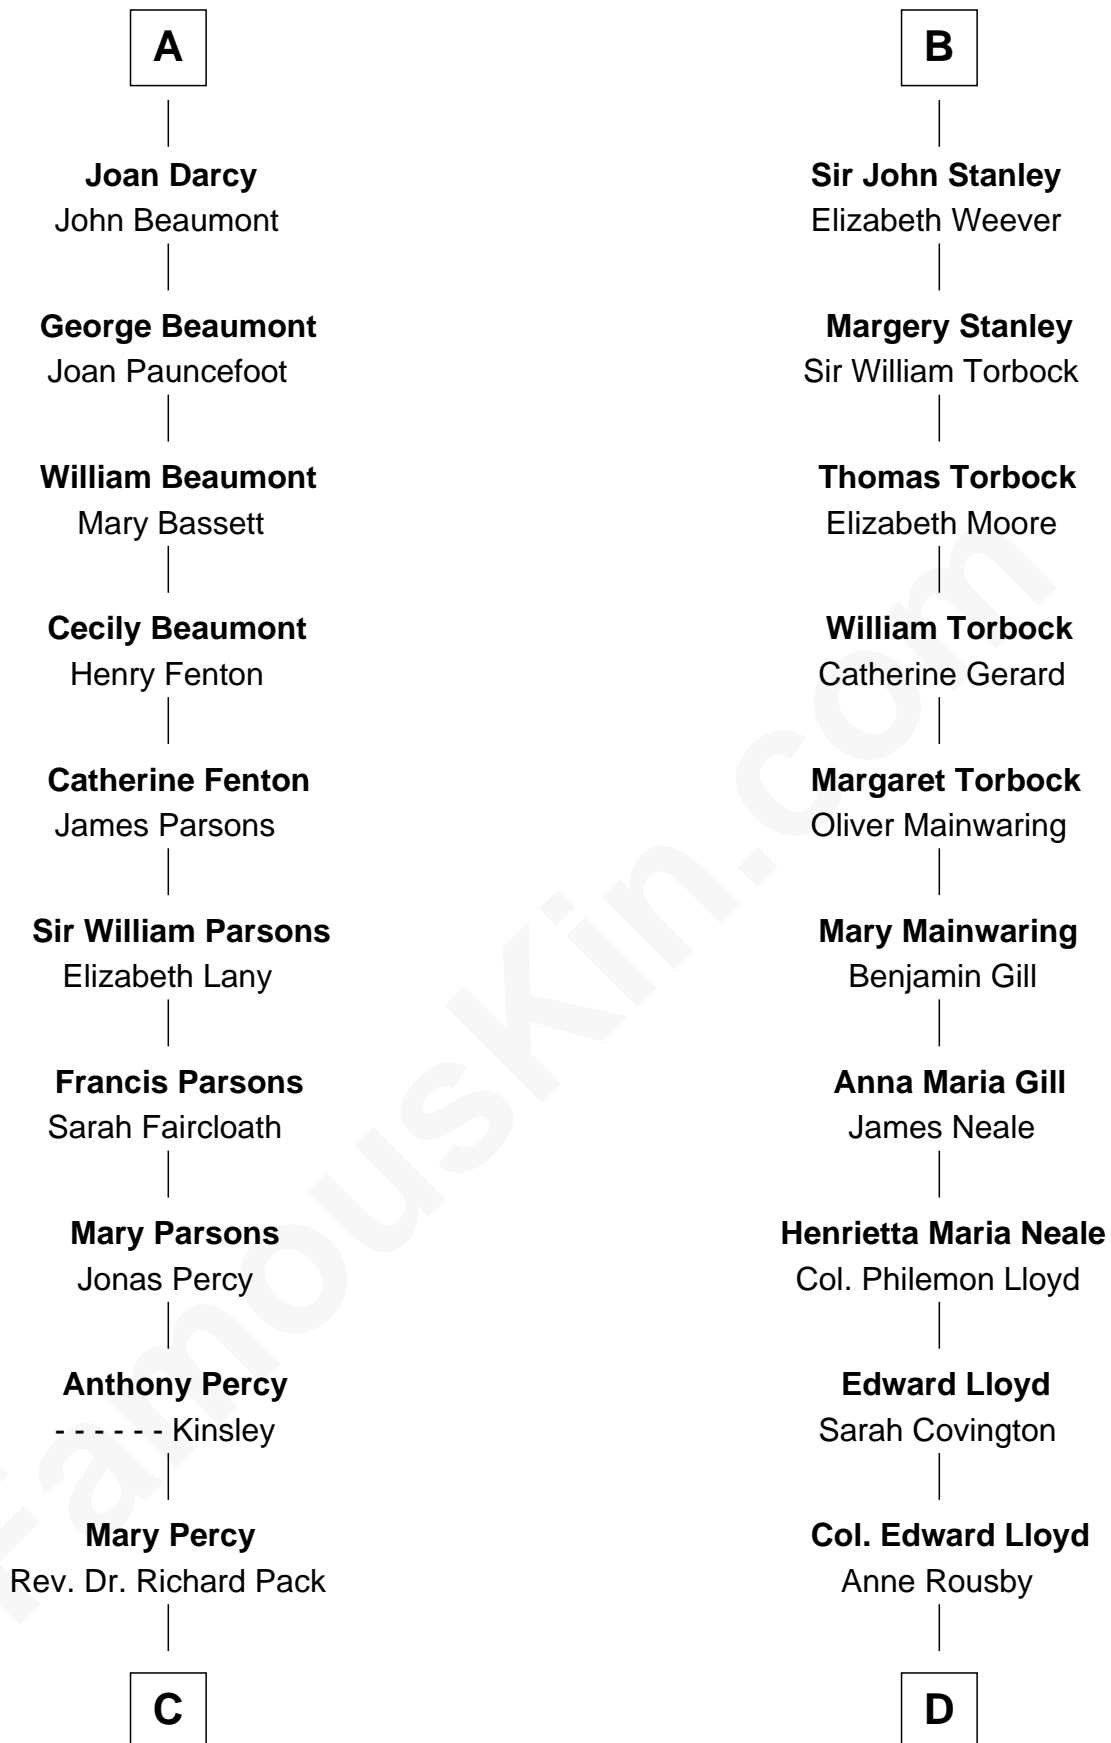 A
Joan Darcy
John Beaumont
George Beaumont
Joan Pauncefoot
William Beaumont
Mary Bassett
Cecily Beaumont
Henry Fenton
Catherine Fenton
James Parsons
Sir William Parsons
Elizabeth Lany
Francis Parsons
Sarah Faircloath
Mary Parsons
Jonas Percy
Anthony Percy
- - - - - - Kinsley
Mary Percy
Rev. Dr. Richard Pack
C
B
Sir John Stanley
Elizabeth Weever
Margery Stanley
Sir William Torbock
Thomas Torbock
Elizabeth Moore
William Torbock
Catherine Gerard
Margaret Torbock
Oliver Mainwaring
Mary Mainwaring
Benjamin Gill
Anna Maria Gill
James Neale
Henrietta Maria Neale
Col. Philemon Lloyd
Edward Lloyd
Sarah Covington
Col. Edward Lloyd
Anne Rousby
D
FamousKin.com